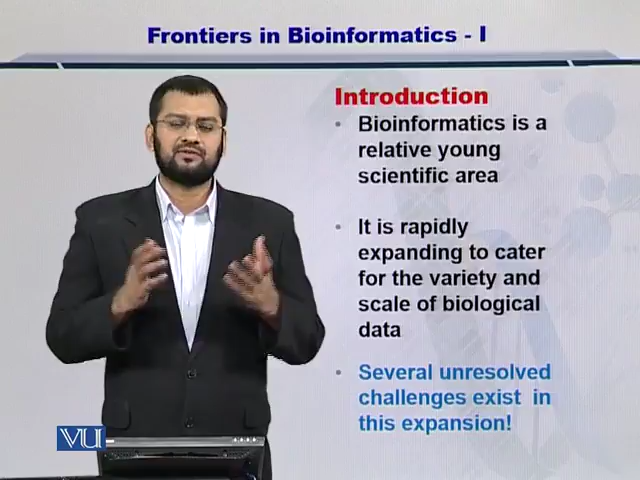 Frontiers in Bioinformatics - I
Introduction
• Bioinformatics is a
relative young
scientific area
• It is rapidly
expanding to cater
for the variety and
scale of biological
data
• Several unresolved
challenges exist in
this expansion!
VU